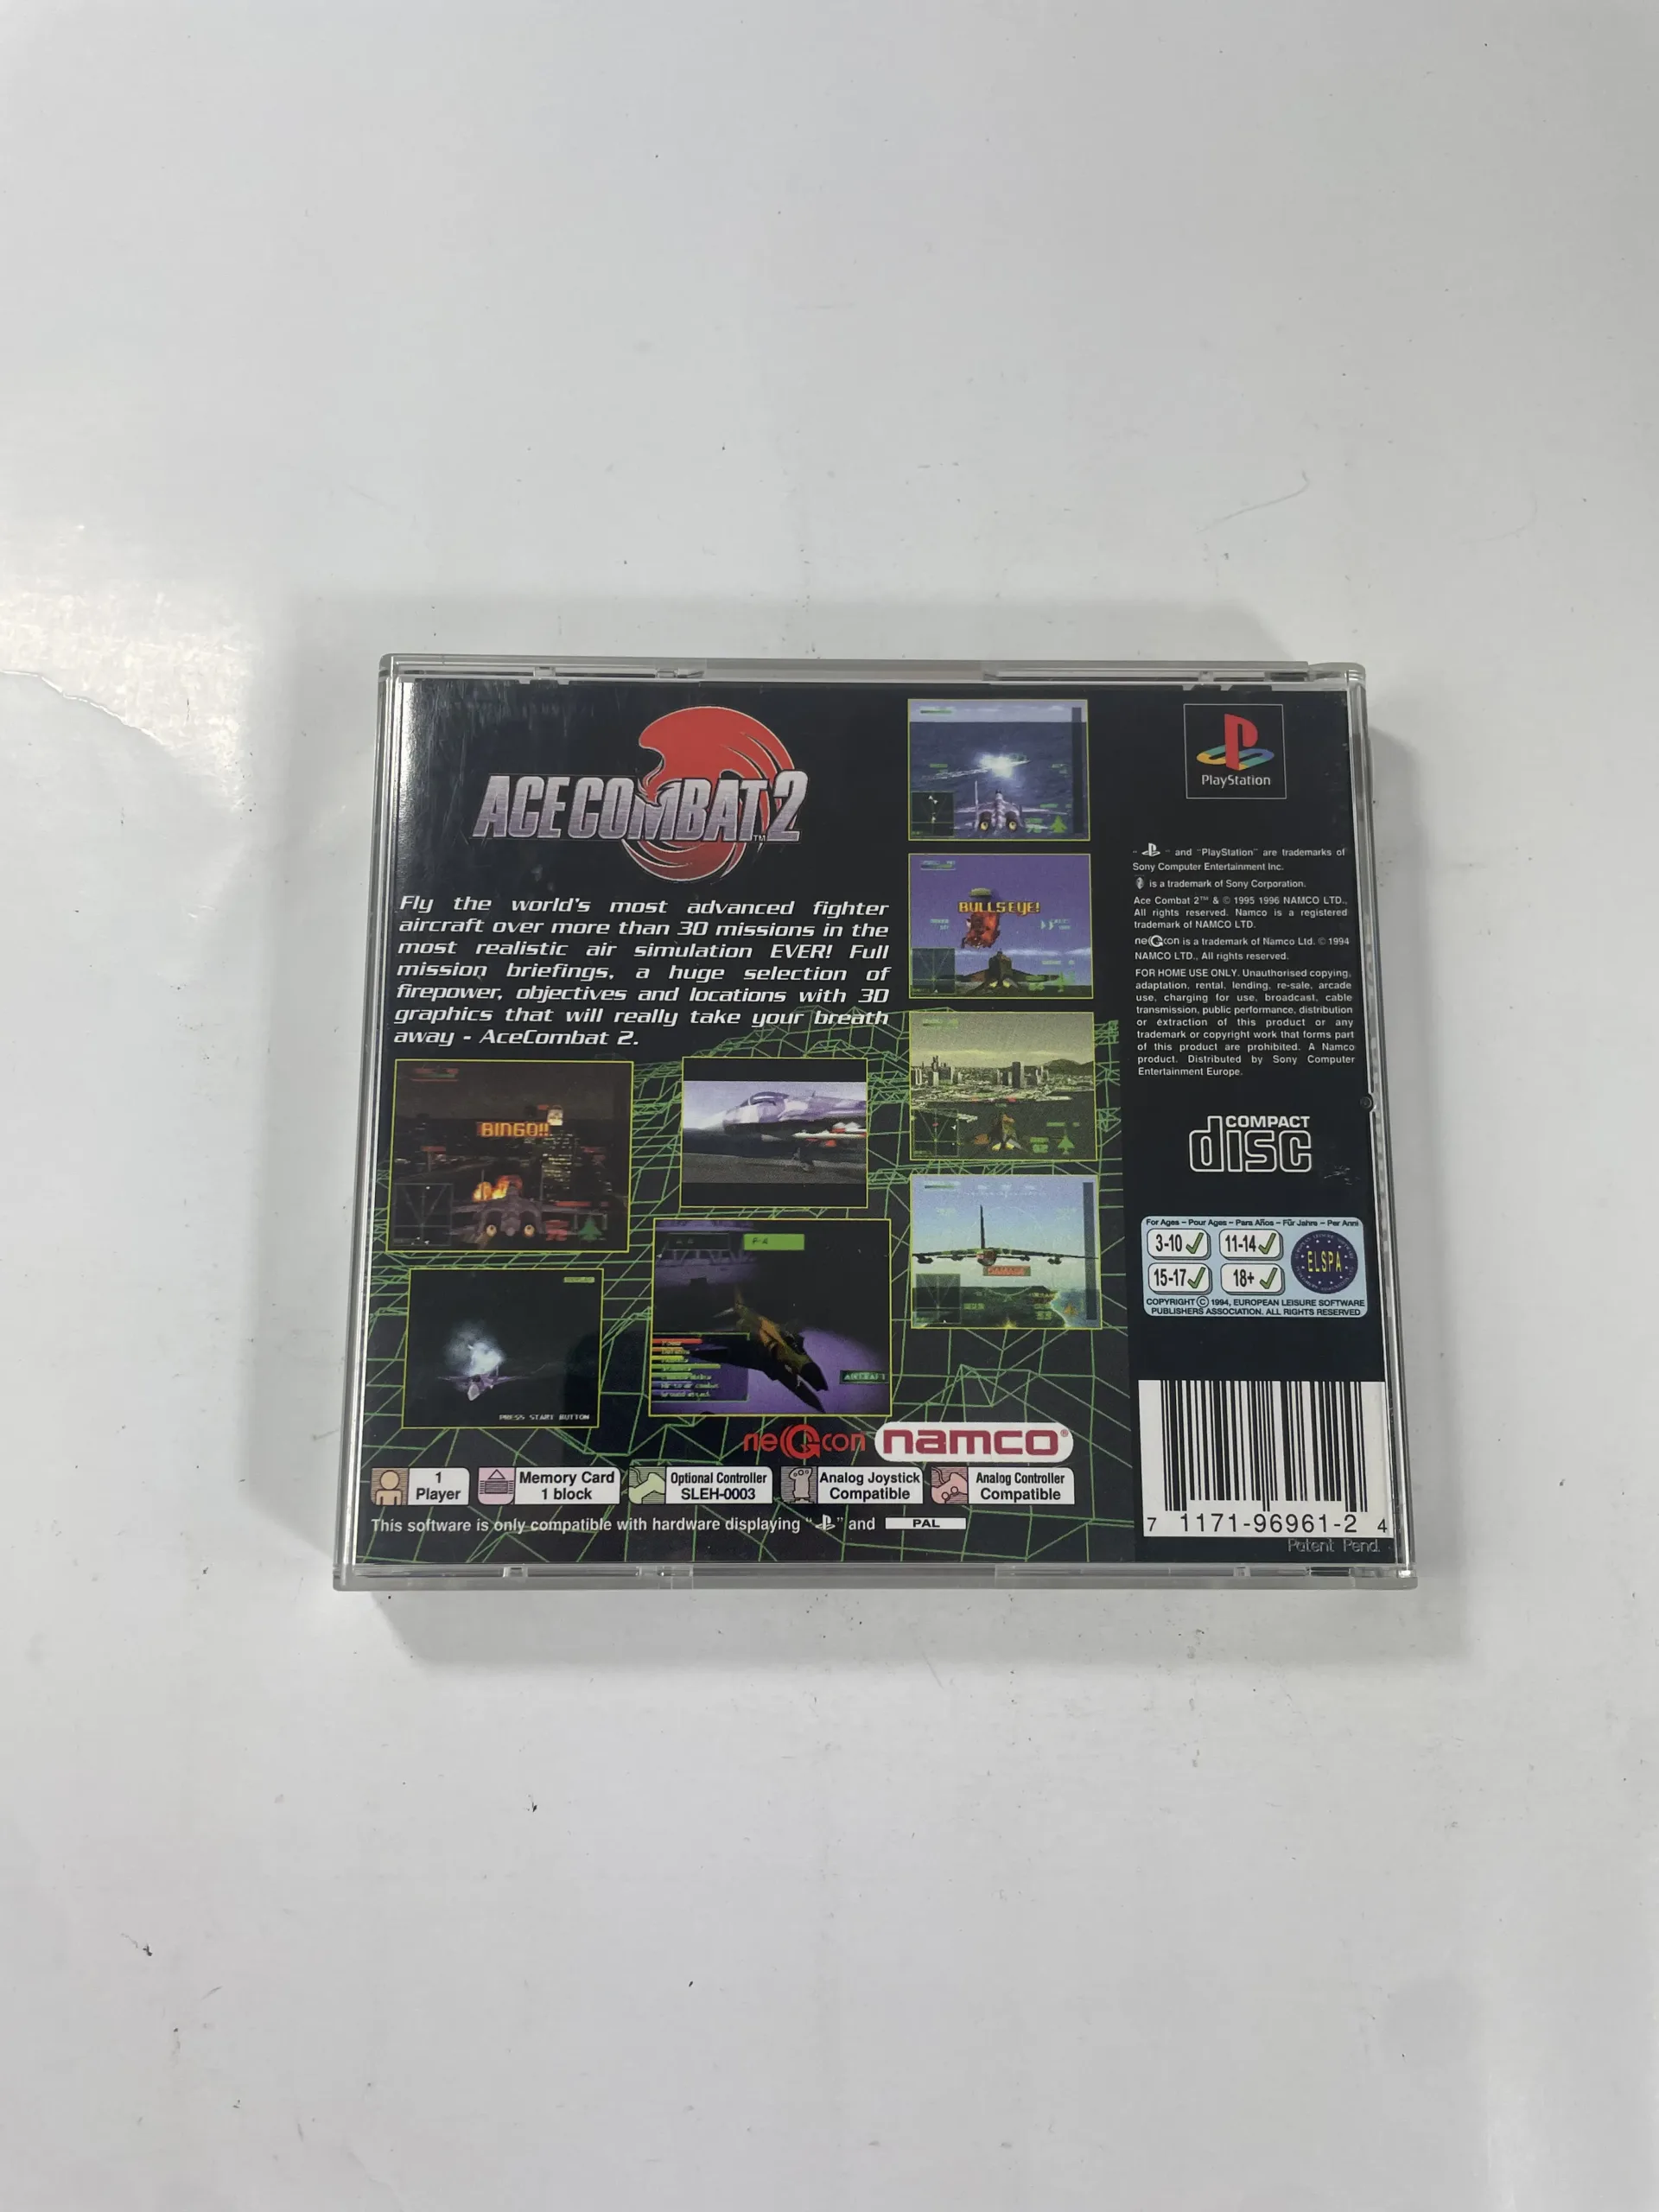 ACE COMBAT 2
TM
Fly the world's most advanced fighter
aircraft over more than 30 missions in the
most realistic air simulation EVER! Full
mission briefings, a huge selection of
firepower, objectives and locations with 3D
graphics that will really take your breath
away - AceCombat 2.
BULLSEYE!
BINGO!!
F-4
AIRCRAFT
PRESS START BUTTON
DAMAGE
neGcon namco®
1
Player
Memory Card
1 block
Optional Controller
SLEH-0003
Analog Joystick
Compatible
Analog Controller
Compatible
This software is only compatible with hardware displaying " " and PAL
PlayStation
" " and "PlayStation" are trademarks of
Sony Computer Entertainment Inc.
is a trademark of Sony Corporation.
Ace Combat 2™ & © 1995 1996 NAMCO LTD.,
All rights reserved. Namco is a registered
trademark of NAMCO LTD.
neGcon is a trademark of Namco Ltd. © 1994
NAMCO LTD., All rights reserved.
FOR HOME USE ONLY. Unauthorised copying,
adaptation, rental, lending, re-sale, arcade
use, charging for use, broadcast, cable
transmission, public performance, distribution
or extraction of this product or any
trademark or copyright work that forms part
of this product are prohibited. A Namco
product. Distributed by Sony Computer
Entertainment Europe.
COMPACT
disc
For Ages – Pour Ages – Para Años – Für Jahre – Per Anni
3-10 11-14
15-17 18+
ELSPA
COPYRIGHT © 1994, EUROPEAN LEISURE SOFTWARE
PUBLISHERS ASSOCIATION. ALL RIGHTS RESERVED
7 1171-96961-2 4
Patent Pend.